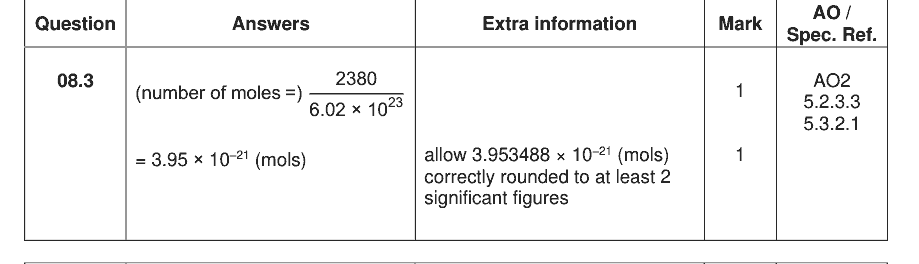 Question Answers Extra information Mark AO /
Spec. Ref.
08.3 (number of moles =) 2380 / 6.02 × 10²³ 1 AO2
5.2.3.3
5.3.2.1
= 3.95 × 10⁻²¹ (mols) allow 3.953488 × 10⁻²¹ (mols) 1
correctly rounded to at least 2
significant figures